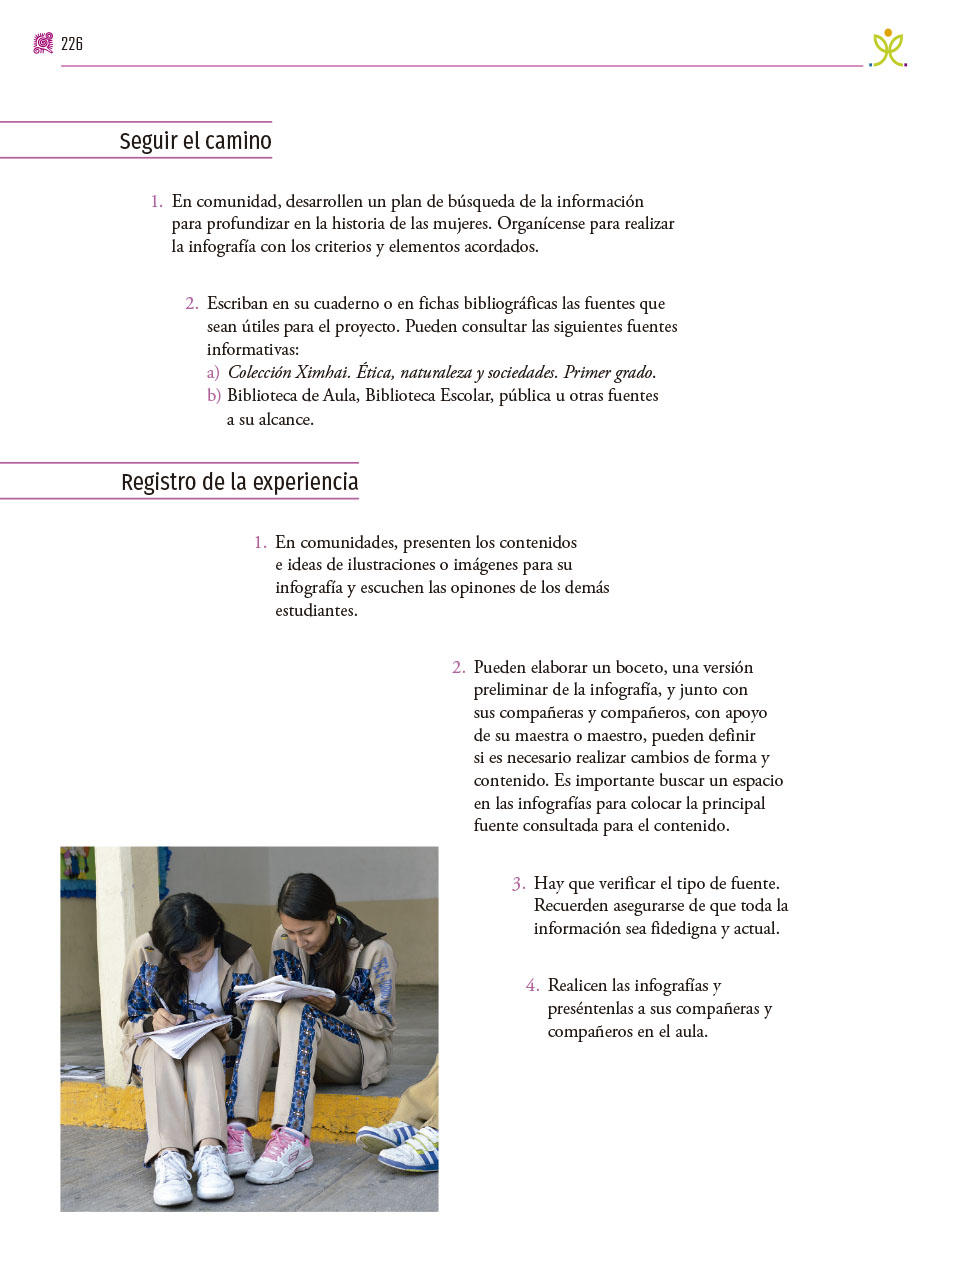 226
Seguir el camino
1. En comunidad, desarrollen un plan de búsqueda de la información
para profundizar en la historia de las mujeres. Organícense para realizar
la infografía con los criterios y elementos acordados.
2. Escriban en su cuaderno o en fichas bibliográficas las fuentes que
sean útiles para el proyecto. Pueden consultar las siguientes fuentes
informativas:
a) Colección Ximhai. Ética, naturaleza y sociedades. Primer grado.
b) Biblioteca de Aula, Biblioteca Escolar, pública u otras fuentes
a su alcance.
Registro de la experiencia
1. En comunidades, presenten los contenidos
e ideas de ilustraciones o imágenes para su
infografía y escuchen las opinones de los demás
estudiantes.
2. Pueden elaborar un boceto, una versión
preliminar de la infografía, y junto con
sus compañeras y compañeros, con apoyo
de su maestra o maestro, pueden definir
si es necesario realizar cambios de forma y
contenido. Es importante buscar un espacio
en las infografías para colocar la principal
fuente consultada para el contenido.
3. Hay que verificar el tipo de fuente.
Recuerden asegurarse de que toda la
información sea fidedigna y actual.
4. Realicen las infografías y
preséntenlas a sus compañeras y
compañeros en el aula.